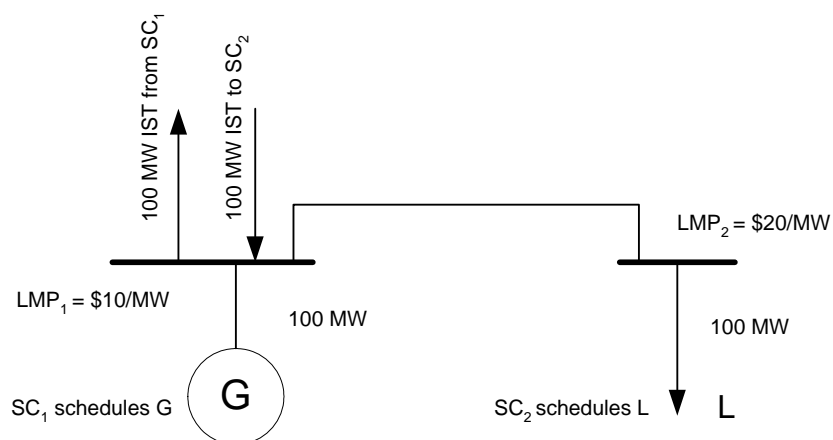 100 MW IST from SC₁
100 MW IST to SC₂
LMP₂ = $20/MW
LMP₁ = $10/MW
100 MW
100 MW
G
SC₁ schedules G
SC₂ schedules L
L